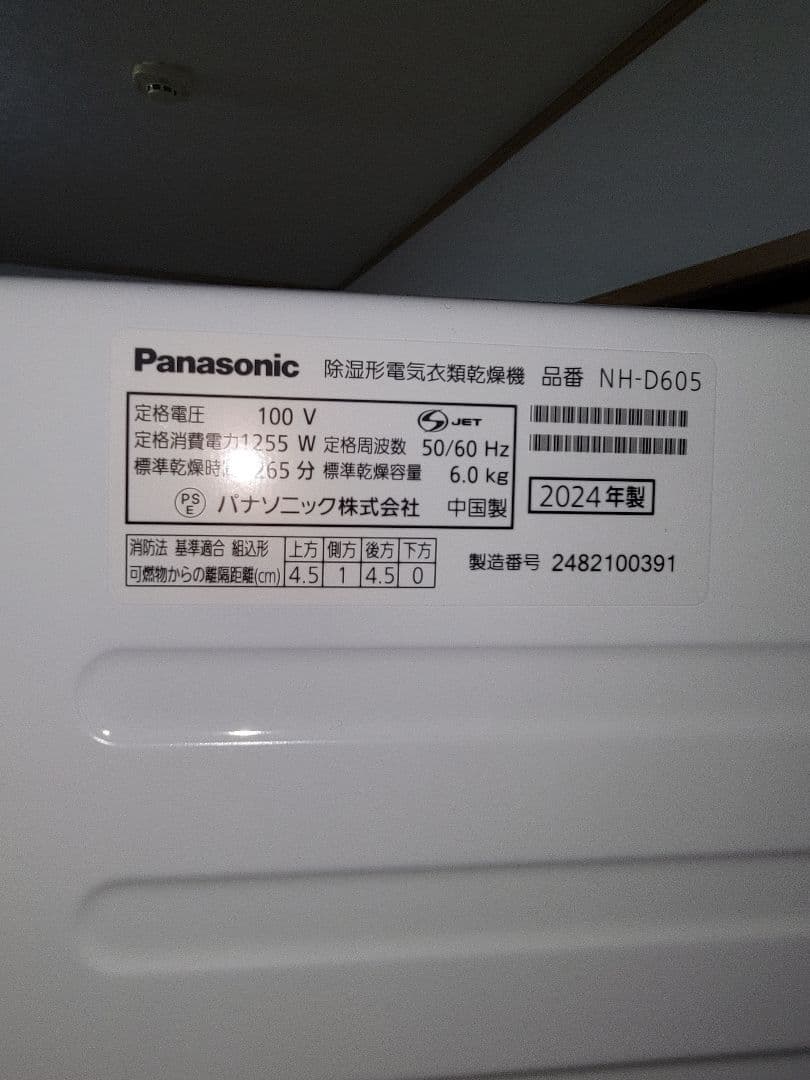 Panasonic 除湿形電気衣類乾燥機 品番 NH-D605
定格電圧 100 V JET
定格消費電力1255 W 定格周波数 50/60 Hz
標準乾燥時 265 分 標準乾燥容量 6.0 kg
PSE パナソニック株式会社 中国製
2024年製
消防法 基準適合 組込形 上方 側方 後方 下方
可燃物からの離隔距離(cm) 4.5 1 4.5 0
製造番号 2482100391